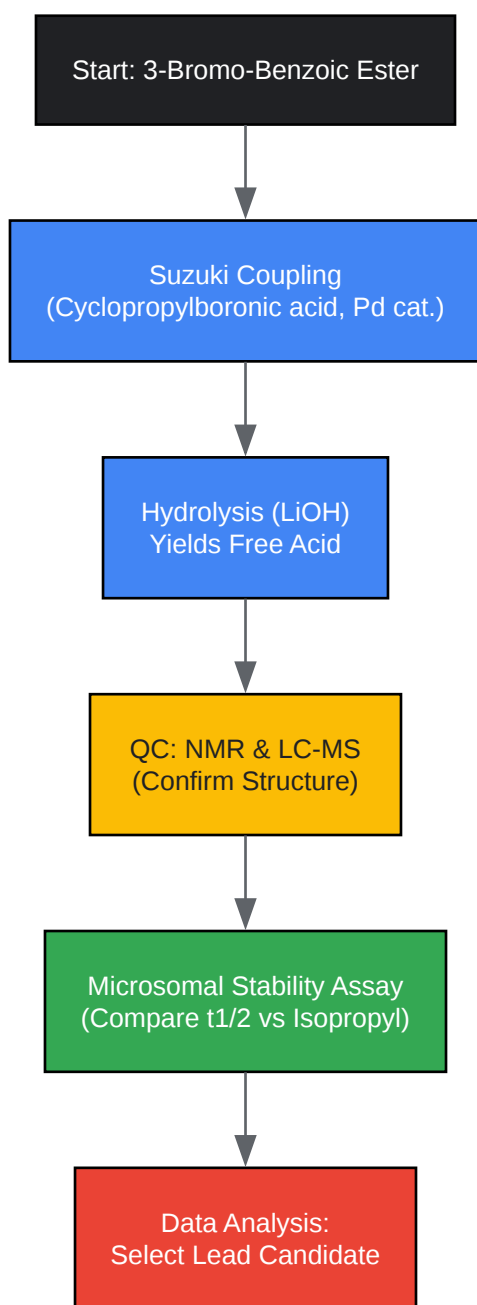 Start: 3-Bromo-Benzoic Ester
Suzuki Coupling
(Cyclopropylboronic acid, Pd cat.)
Hydrolysis (LiOH)
Yields Free Acid
QC: NMR & LC-MS
(Confirm Structure)
Microsomal Stability Assay
(Compare t1/2 vs Isopropyl)
Data Analysis:
Select Lead Candidate